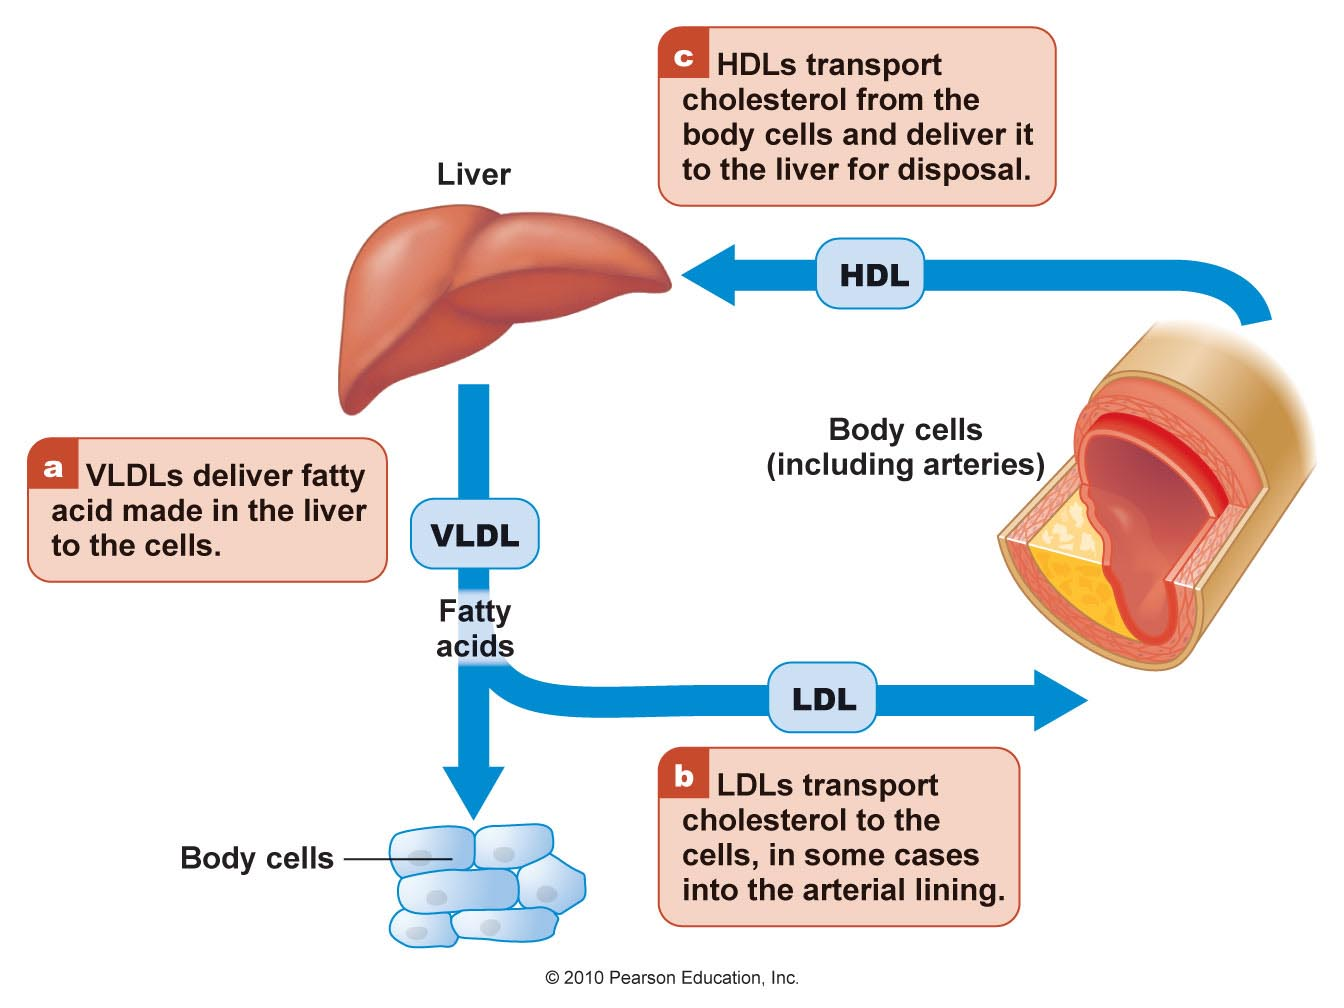 c HDLs transport
cholesterol from the
body cells and deliver it
to the liver for disposal.
Liver
HDL
Body cells
(including arteries)
a VLDLs deliver fatty
acid made in the liver
to the cells.
VLDL
Fatty
acids
LDL
b LDLs transport
cholesterol to the
cells, in some cases
into the arterial lining.
Body cells
© 2010 Pearson Education, Inc.